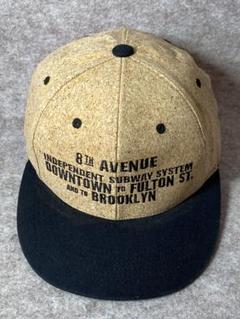 8TH AVENUE
INDEPENDENT SUBWAY SYSTEM
DOWNTOWN TO FULTON ST.
AND TO BROOKLYN